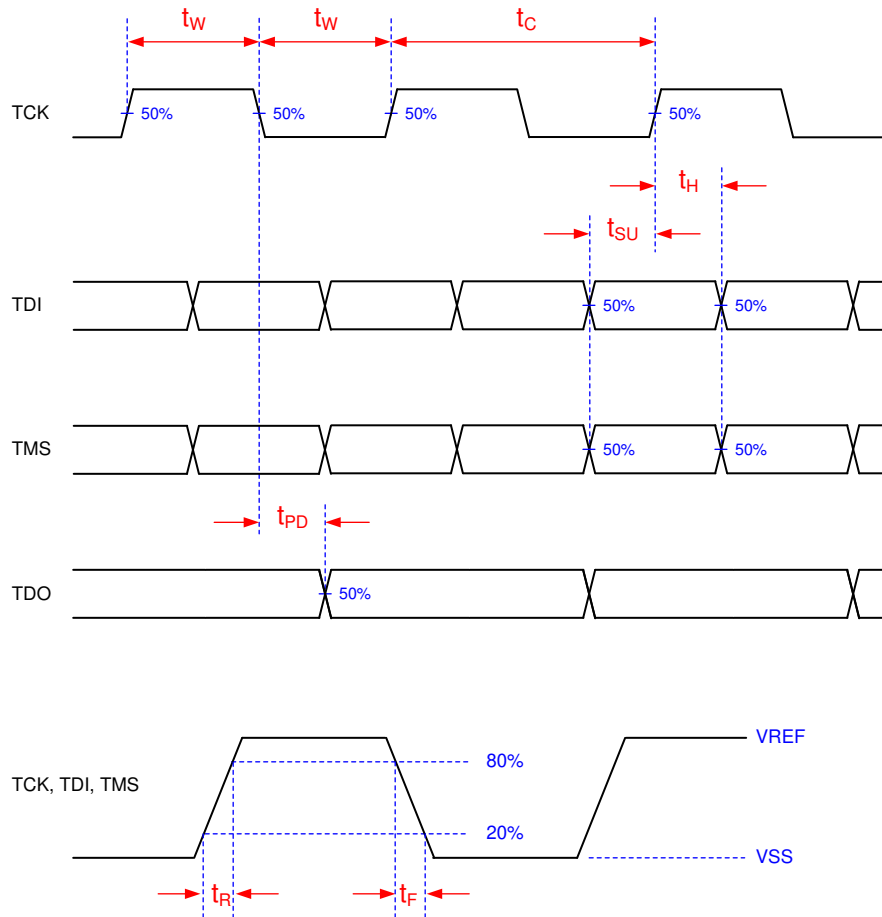 tW tW tC
TCK 50% 50% 50% 50%
tH
tSU
TDI 50% 50%
TMS 50% 50%
tPD
TDO 50%
VREF
80%
TCK, TDI, TMS
20%
VSS
tR tF